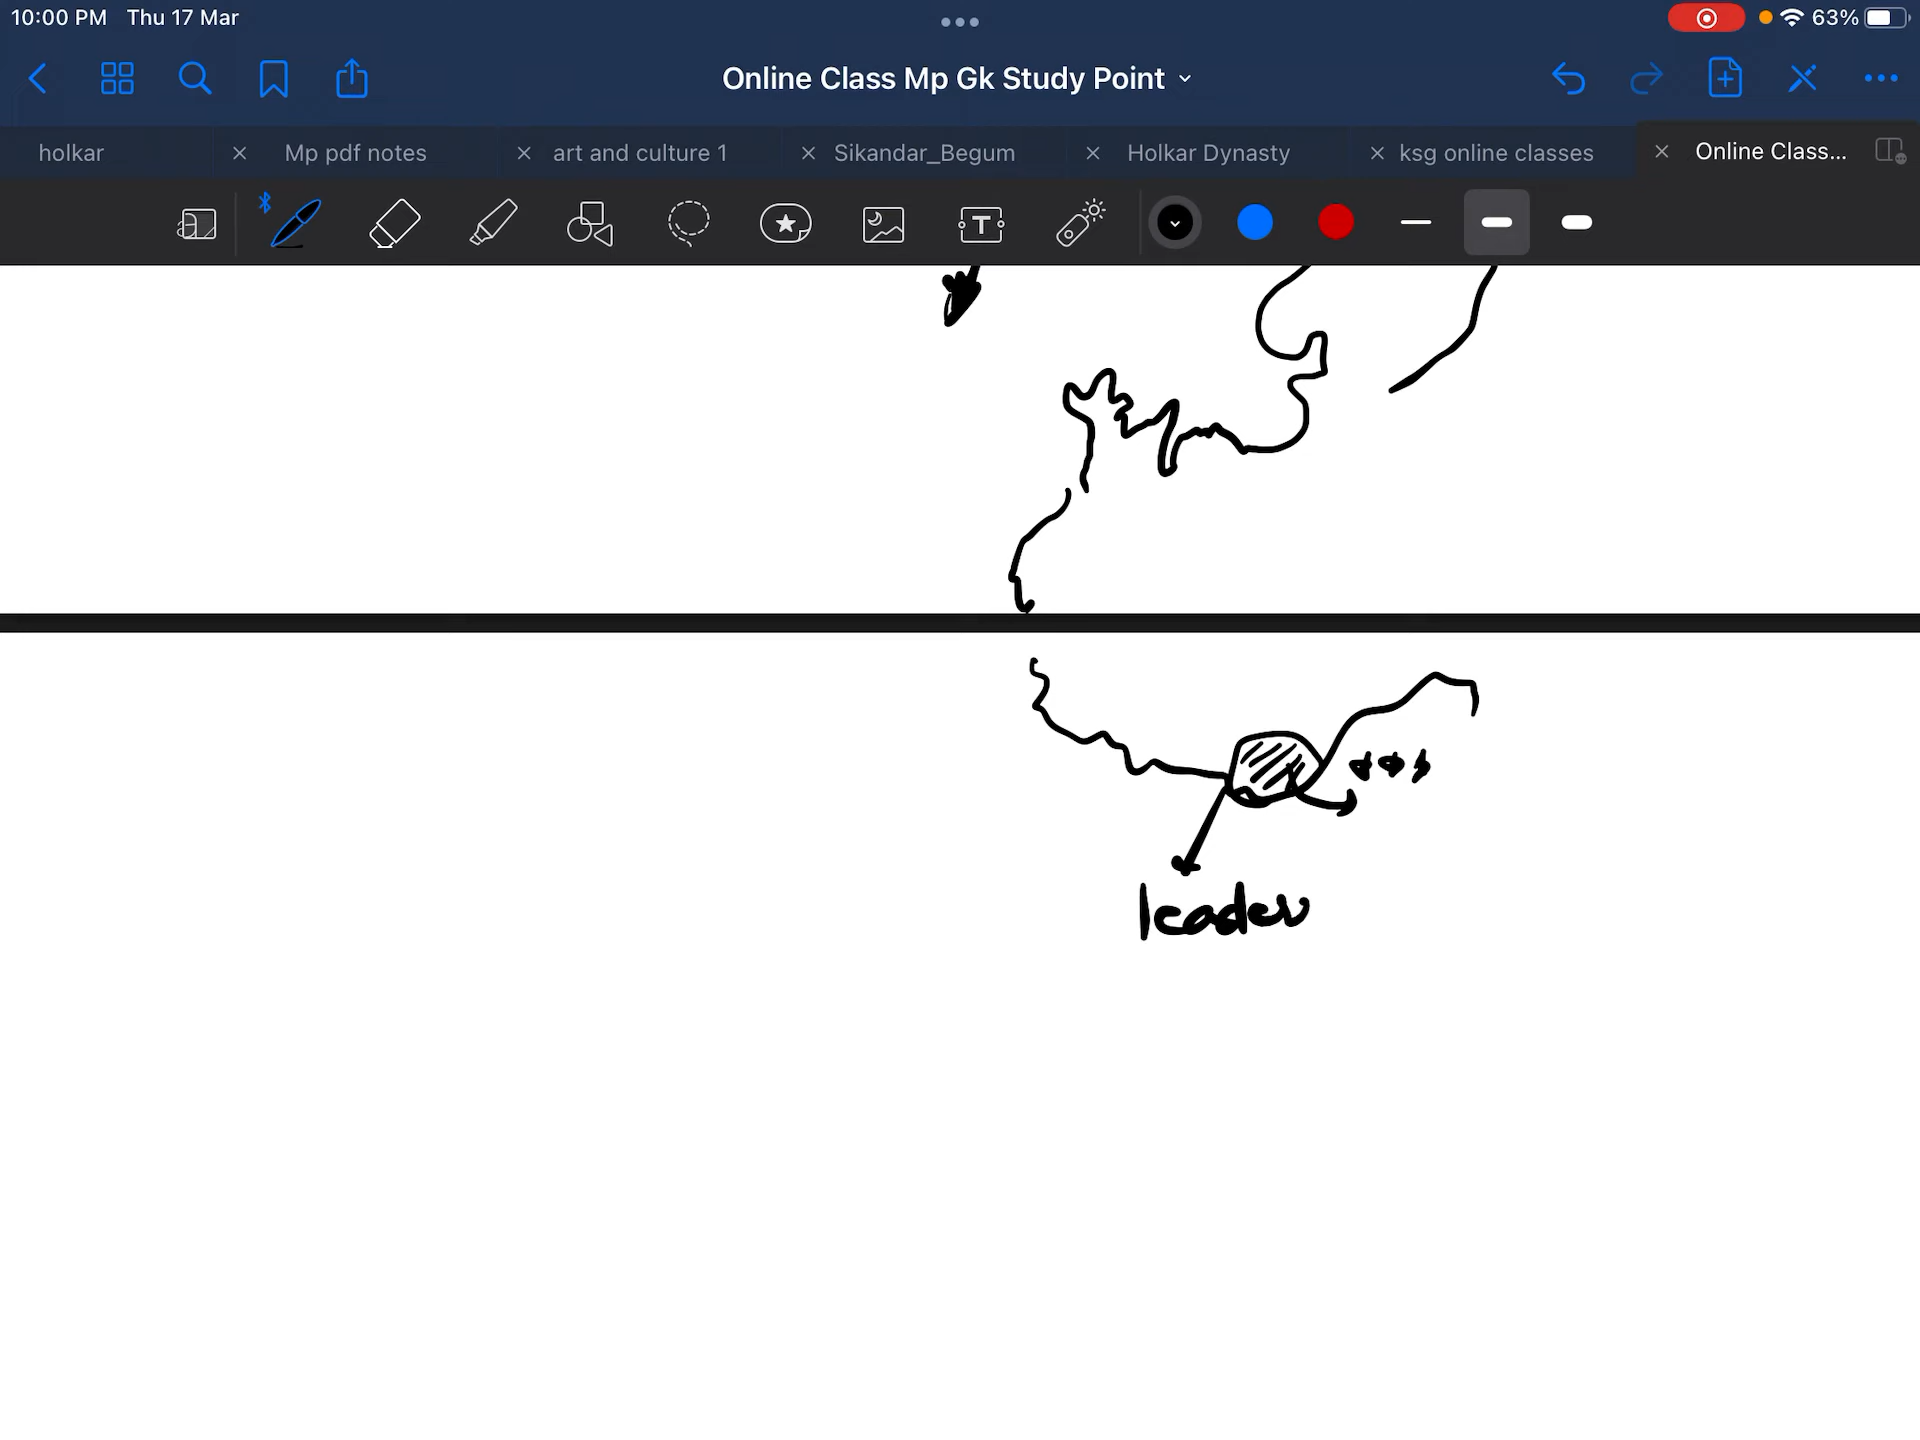 10:00 PM Thu 17 Mar
63%
Online Class Mp Gk Study Point
holkar
Mp pdf notes
art and culture 1
Sikandar_Begum
Holkar Dynasty
ksg online classes
Online Class...
T
leader